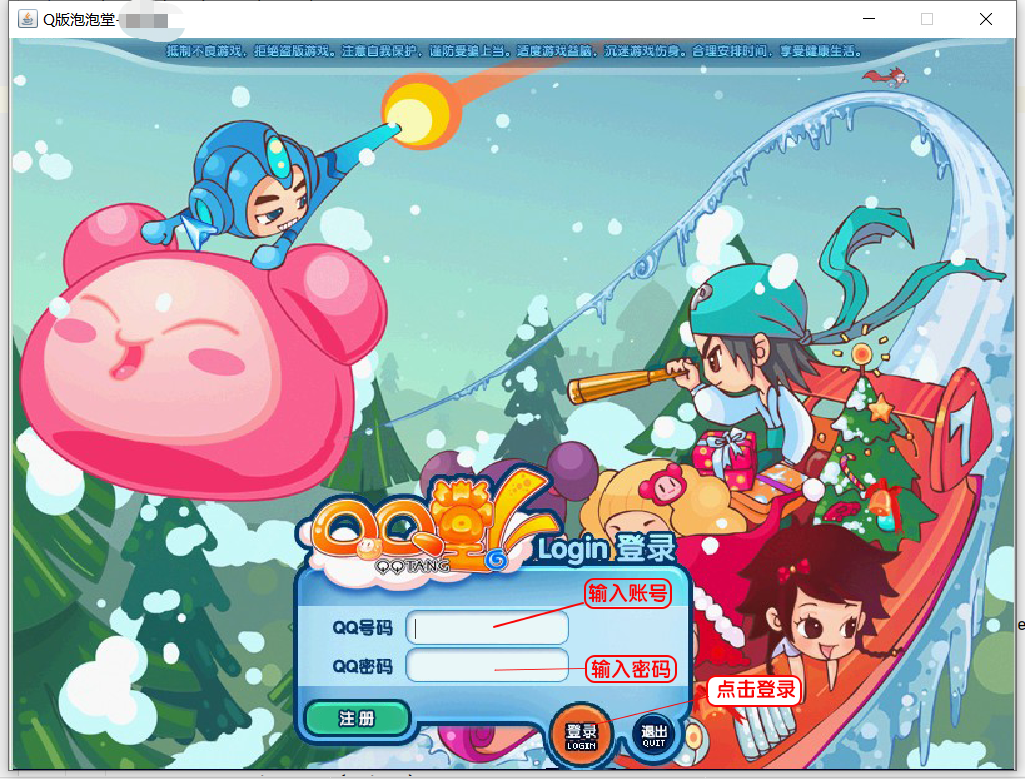 Q版泡泡堂-
抵制不良游戏，拒绝盗版游戏。注意自我保护，谨防受骗上当。适度游戏益脑，沉迷游戏伤身。合理安排时间，享受健康生活。
QQ堂
QQTANG
Login 登录
输入账号
QQ号码
QQ密码
输入密码
点击登录
注册
登录
LOGIN
退出
QUIT
e